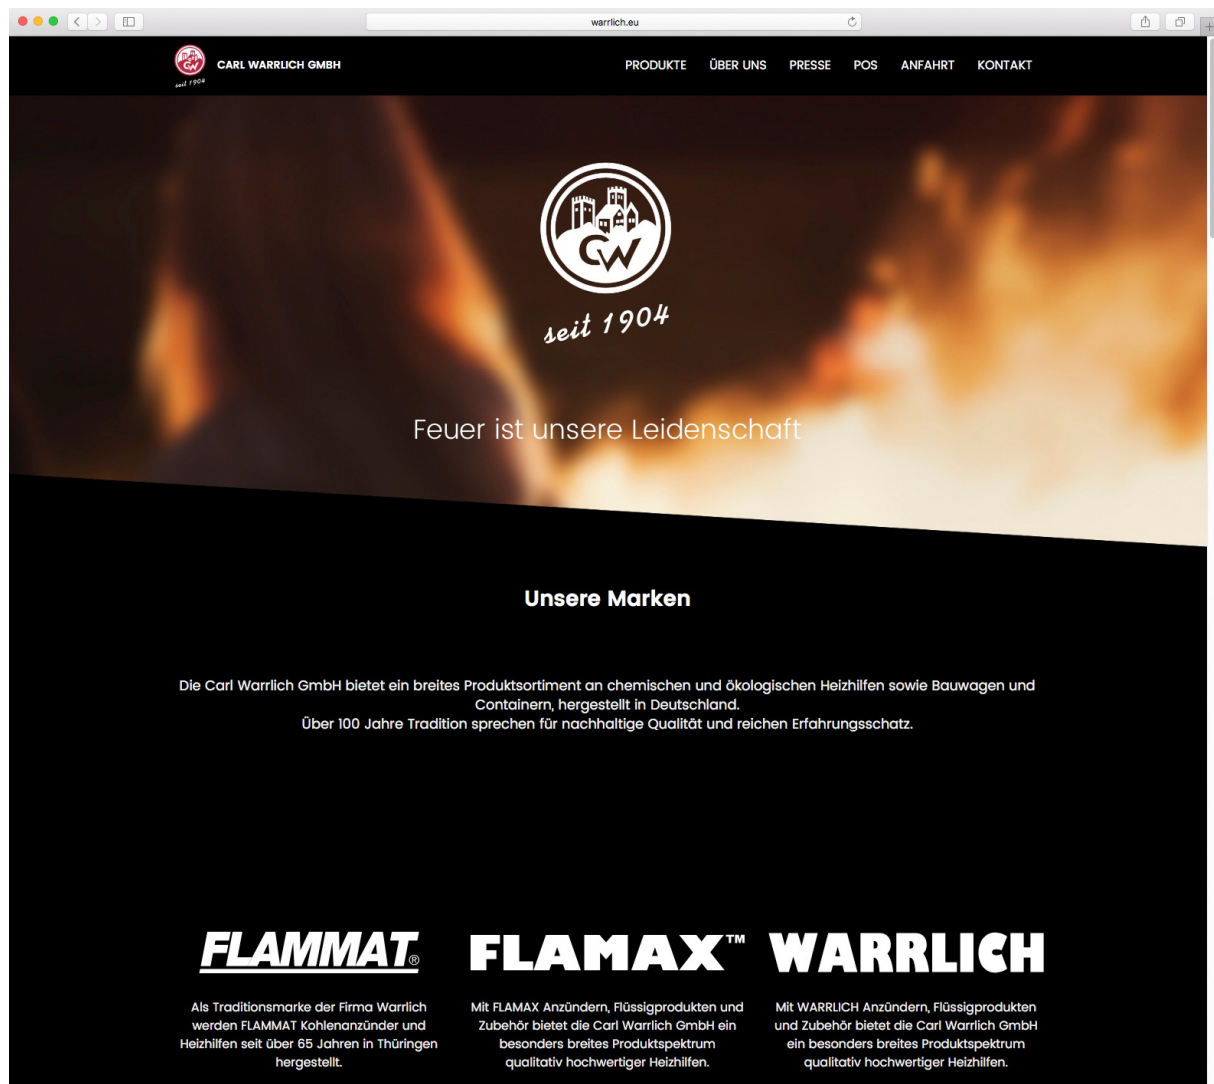 warrlich.eu
CW
seit 1904
CARL WARRLICH GMBH
PRODUKTE ÜBER UNS PRESSE POS ANFAHRT KONTAKT
CW
seit 1904
Feuer ist unsere Leidenschaft
Unsere Marken
Die Carl Warrlich GmbH bietet ein breites Produktsortiment an chemischen und ökologischen Heizhilfen sowie Bauwagen und
Containern, hergestellt in Deutschland.
Über 100 Jahre Tradition sprechen für nachhaltige Qualität und reichen Erfahrungsschatz.
FLAMMAT®
Als Traditionsmarke der Firma Warrlich
werden FLAMMAT Kohlenanzünder und
Heizhilfen seit über 65 Jahren in Thüringen
hergestellt.
FLAMAX™
Mit FLAMAX Anzündern, Flüssigprodukten und
Zubehör bietet die Carl Warrlich GmbH ein
besonders breites Produktspektrum
qualitativ hochwertiger Heizhilfen.
WARRLICH
Mit WARRLICH Anzündern, Flüssigprodukten
und Zubehör bietet die Carl Warrlich GmbH
ein besonders breites Produktspektrum
qualitativ hochwertiger Heizhilfen.